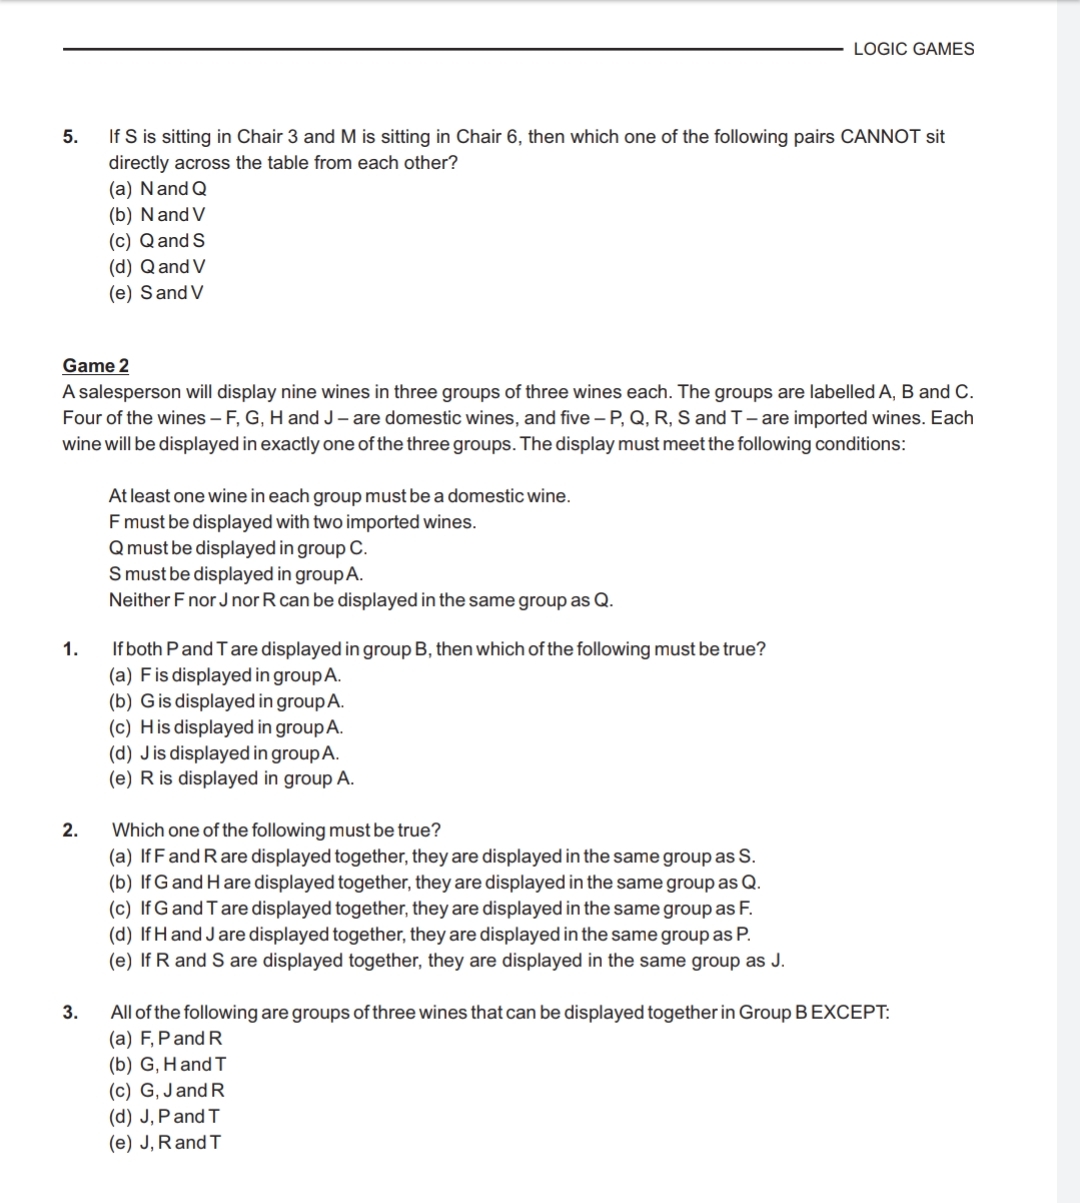 LOGIC GAMES
5. If S is sitting in Chair 3 and M is sitting in Chair 6, then which one of the following pairs CANNOT sit
directly across the table from each other?
(a) N and Q
(b) N and V
(c) Q and S
(d) Q and V
(e) S and V
Game 2
A salesperson will display nine wines in three groups of three wines each. The groups are labelled A, B and C.
Four of the wines – F, G, H and J – are domestic wines, and five – P, Q, R, S and T – are imported wines. Each
wine will be displayed in exactly one of the three groups. The display must meet the following conditions:
At least one wine in each group must be a domestic wine.
F must be displayed with two imported wines.
Q must be displayed in group C.
S must be displayed in group A.
Neither F nor J nor R can be displayed in the same group as Q.
1. If both P and T are displayed in group B, then which of the following must be true?
(a) F is displayed in group A.
(b) G is displayed in group A.
(c) H is displayed in group A.
(d) J is displayed in group A.
(e) R is displayed in group A.
2. Which one of the following must be true?
(a) If F and R are displayed together, they are displayed in the same group as S.
(b) If G and H are displayed together, they are displayed in the same group as Q.
(c) If G and T are displayed together, they are displayed in the same group as F.
(d) If H and J are displayed together, they are displayed in the same group as P.
(e) If R and S are displayed together, they are displayed in the same group as J.
3. All of the following are groups of three wines that can be displayed together in Group B EXCEPT:
(a) F, P and R
(b) G, H and T
(c) G, J and R
(d) J, P and T
(e) J, R and T